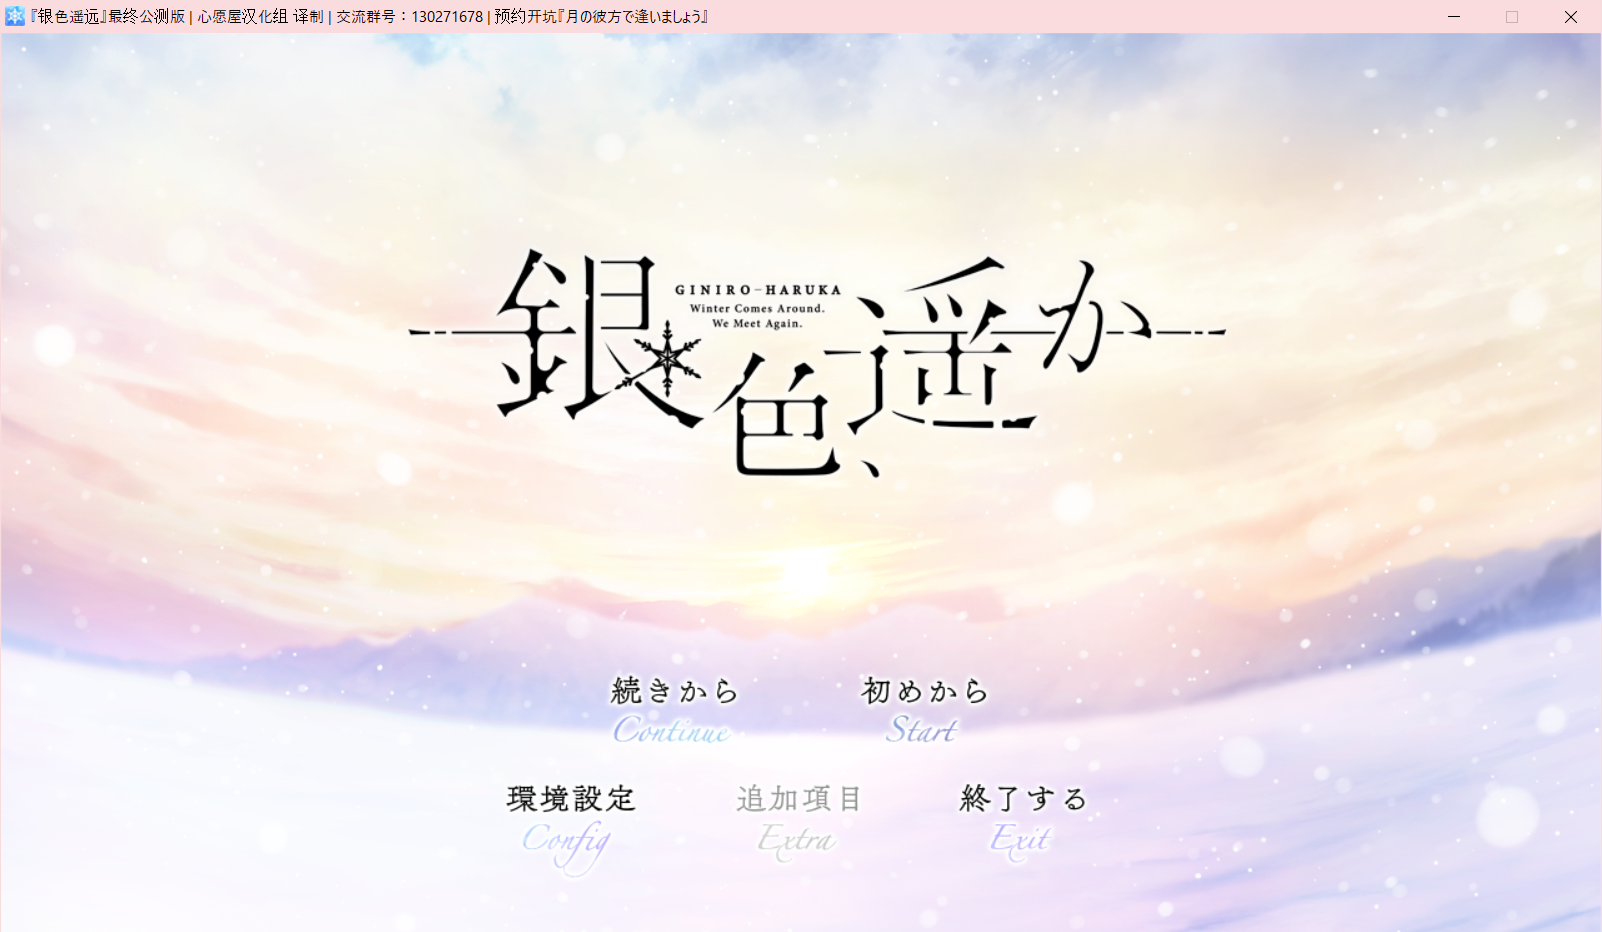 『银色遥远』最终公测版 | 心愿屋汉化组 译制 | 交流群号：130271678 | 预约开坑『月の彼方で逢いましょう』
銀色、遥か
GINIRO-HARUKA
Winter Comes Around.
We Meet Again.
続きから
Continue
初めから
Start
環境設定
Config
追加項目
Extra
終了する
Exit